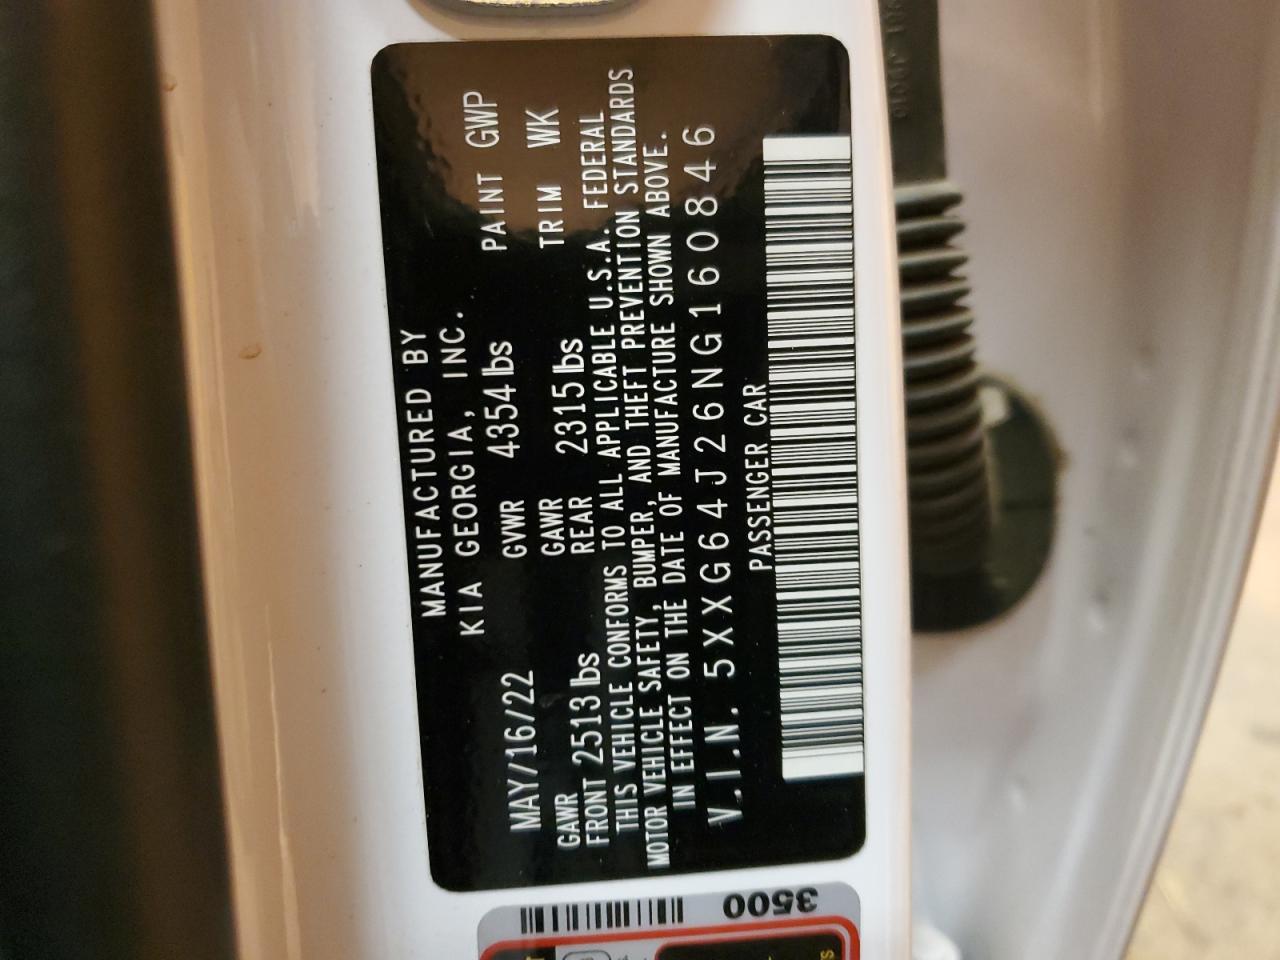 MANUFACTURED BY
KIA GEORGIA, INC.
MAY/16/22 GVWR 4354 lbs PAINT GWP
GAWR FRONT 2513 lbs GAWR REAR 2315 lbs TRIM WK
THIS VEHICLE CONFORMS TO ALL APPLICABLE U.S.A. FEDERAL
MOTOR VEHICLE SAFETY, BUMPER, AND THEFT PREVENTION STANDARDS
IN EFFECT ON THE DATE OF MANUFACTURE SHOWN ABOVE.
V.I.N. 5XXG64J26NG160846
PASSENGER CAR
3500